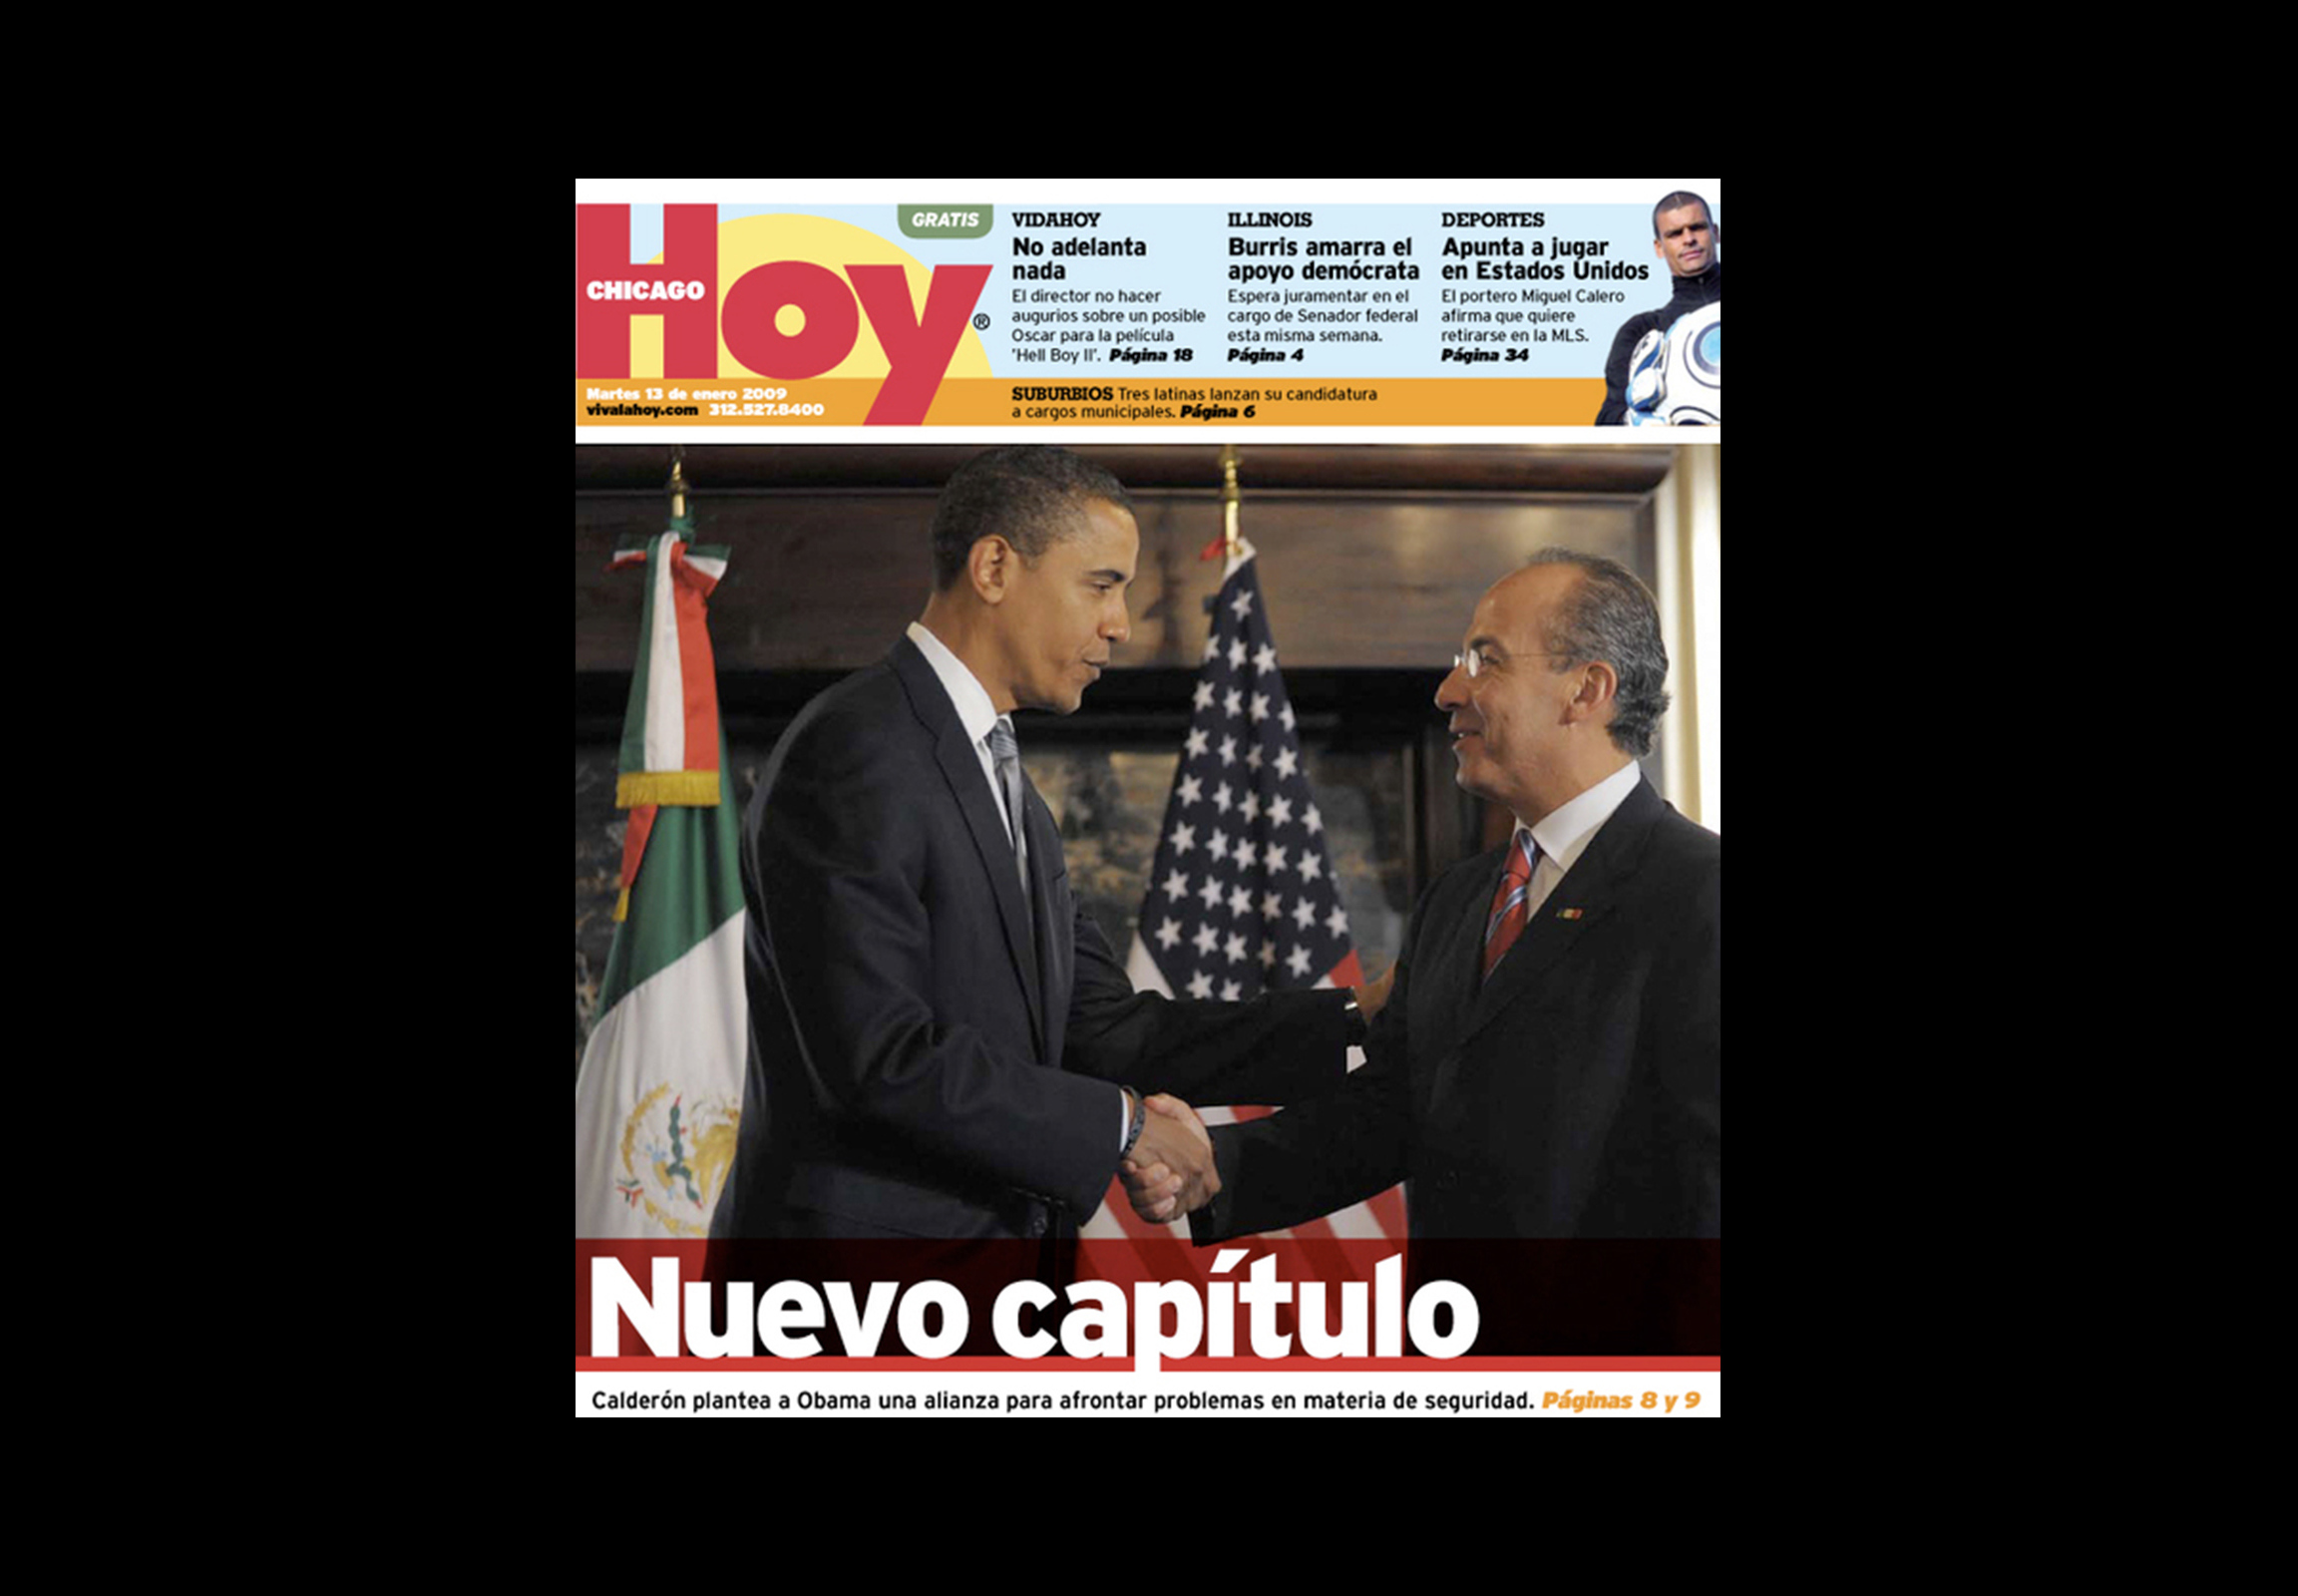 CHICAGO
Hoy®
GRATIS
Martes 13 de enero 2009
vivalahoy.com 312.527.8400
VIDAHOY
No adelanta
nada
El director no hacer
augurios sobre un posible
Oscar para la película
'Hell Boy II'. Página 18
ILLINOIS
Burris amarra el
apoyo demócrata
Espera juramentar en el
cargo de Senador federal
esta misma semana.
Página 4
DEPORTES
Apunta a jugar
en Estados Unidos
El portero Miguel Calero
afirma que quiere
retirarse en la MLS.
Página 34
SUBURBIOS Tres latinas lanzan su candidatura
a cargos municipales. Página 6
Nuevo capítulo
Calderón plantea a Obama una alianza para afrontar problemas en materia de seguridad. Páginas 8 y 9